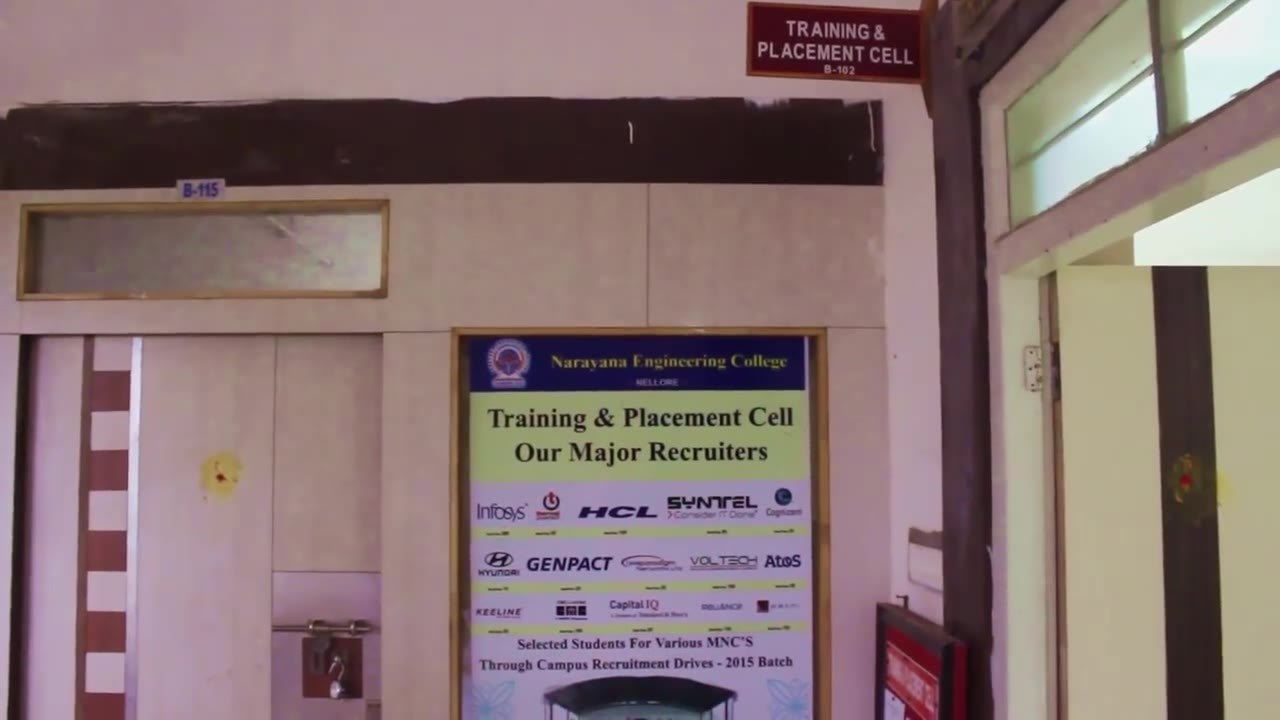 TRAINING &
PLACEMENT CELL
B-102
B-115
Narayana Engineering College
NELLORE
Training & Placement Cell
Our Major Recruiters
Infosys HCL SYNTEL Cognizant
Consider IT Done
HYUNDAI GENPACT VOLTECH AtoS
KEELINE Capital IQ RELIANCE
Selected Students For Various MNC'S
Through Campus Recruitment Drives - 2015 Batch